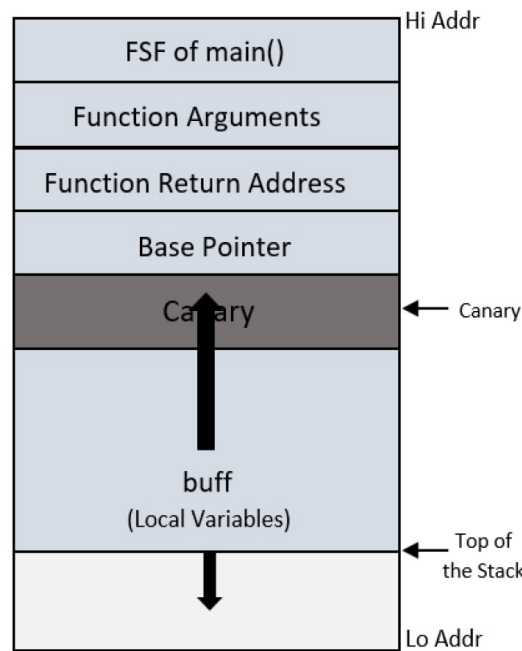 Hi Addr
FSF of main()
Function Arguments
Function Return Address
Base Pointer
Canary
Canary
buff
(Local Variables)
Top of
the Stack
Lo Addr